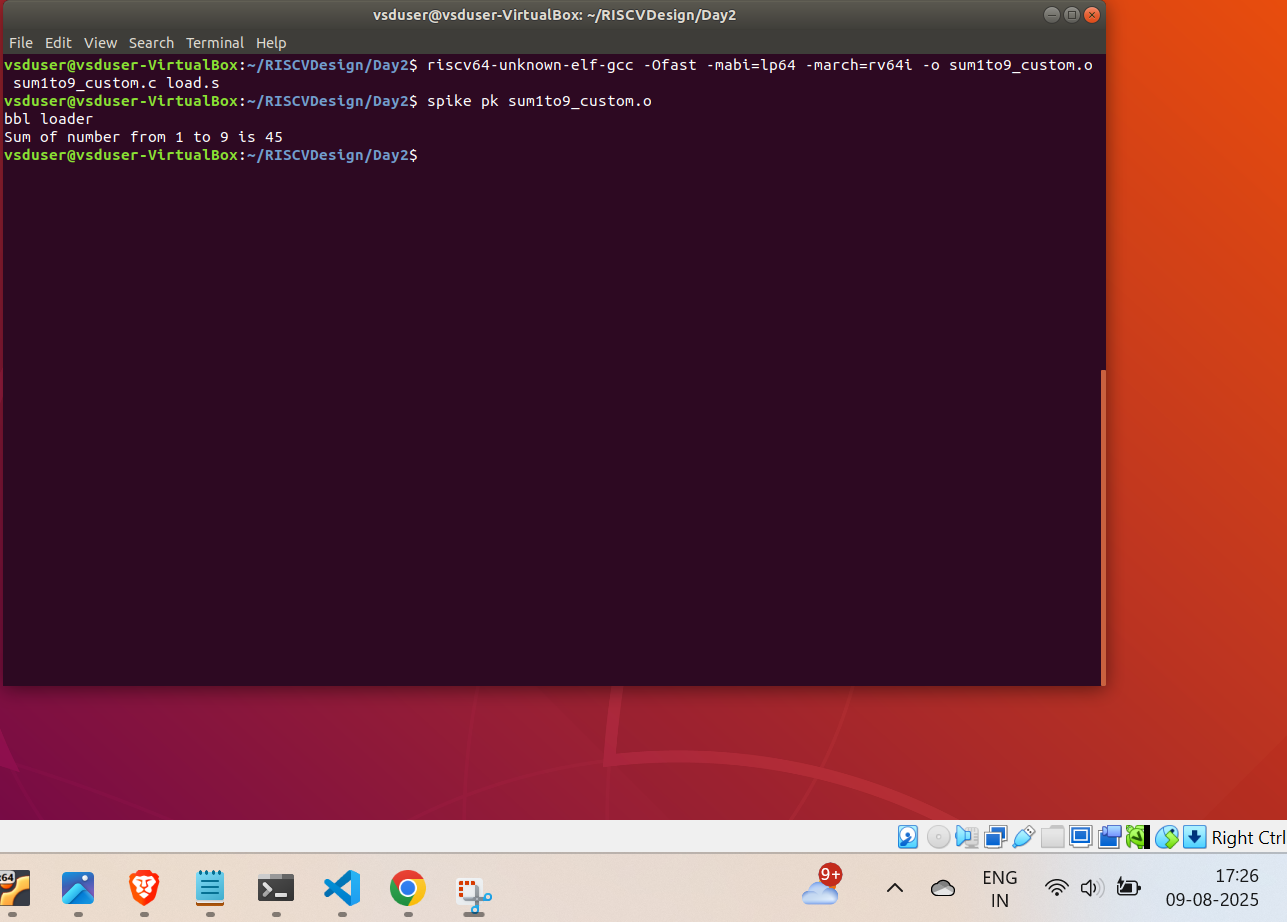 vsduser@vsduser-VirtualBox: ~/RISCVDesign/Day2
File Edit View Search Terminal Help
vsduser@vsduser-VirtualBox:~/RISCVDesign/Day2$ riscv64-unknown-elf-gcc -Ofast -mabi=lp64 -march=rv64i -o sum1to9_custom.o
sum1to9_custom.c load.s
vsduser@vsduser-VirtualBox:~/RISCVDesign/Day2$ spike pk sum1to9_custom.o
bbl loader
Sum of number from 1 to 9 is 45
vsduser@vsduser-VirtualBox:~/RISCVDesign/Day2$
Right Ctrl
:64
9+
ENG
IN
17:26
09-08-2025